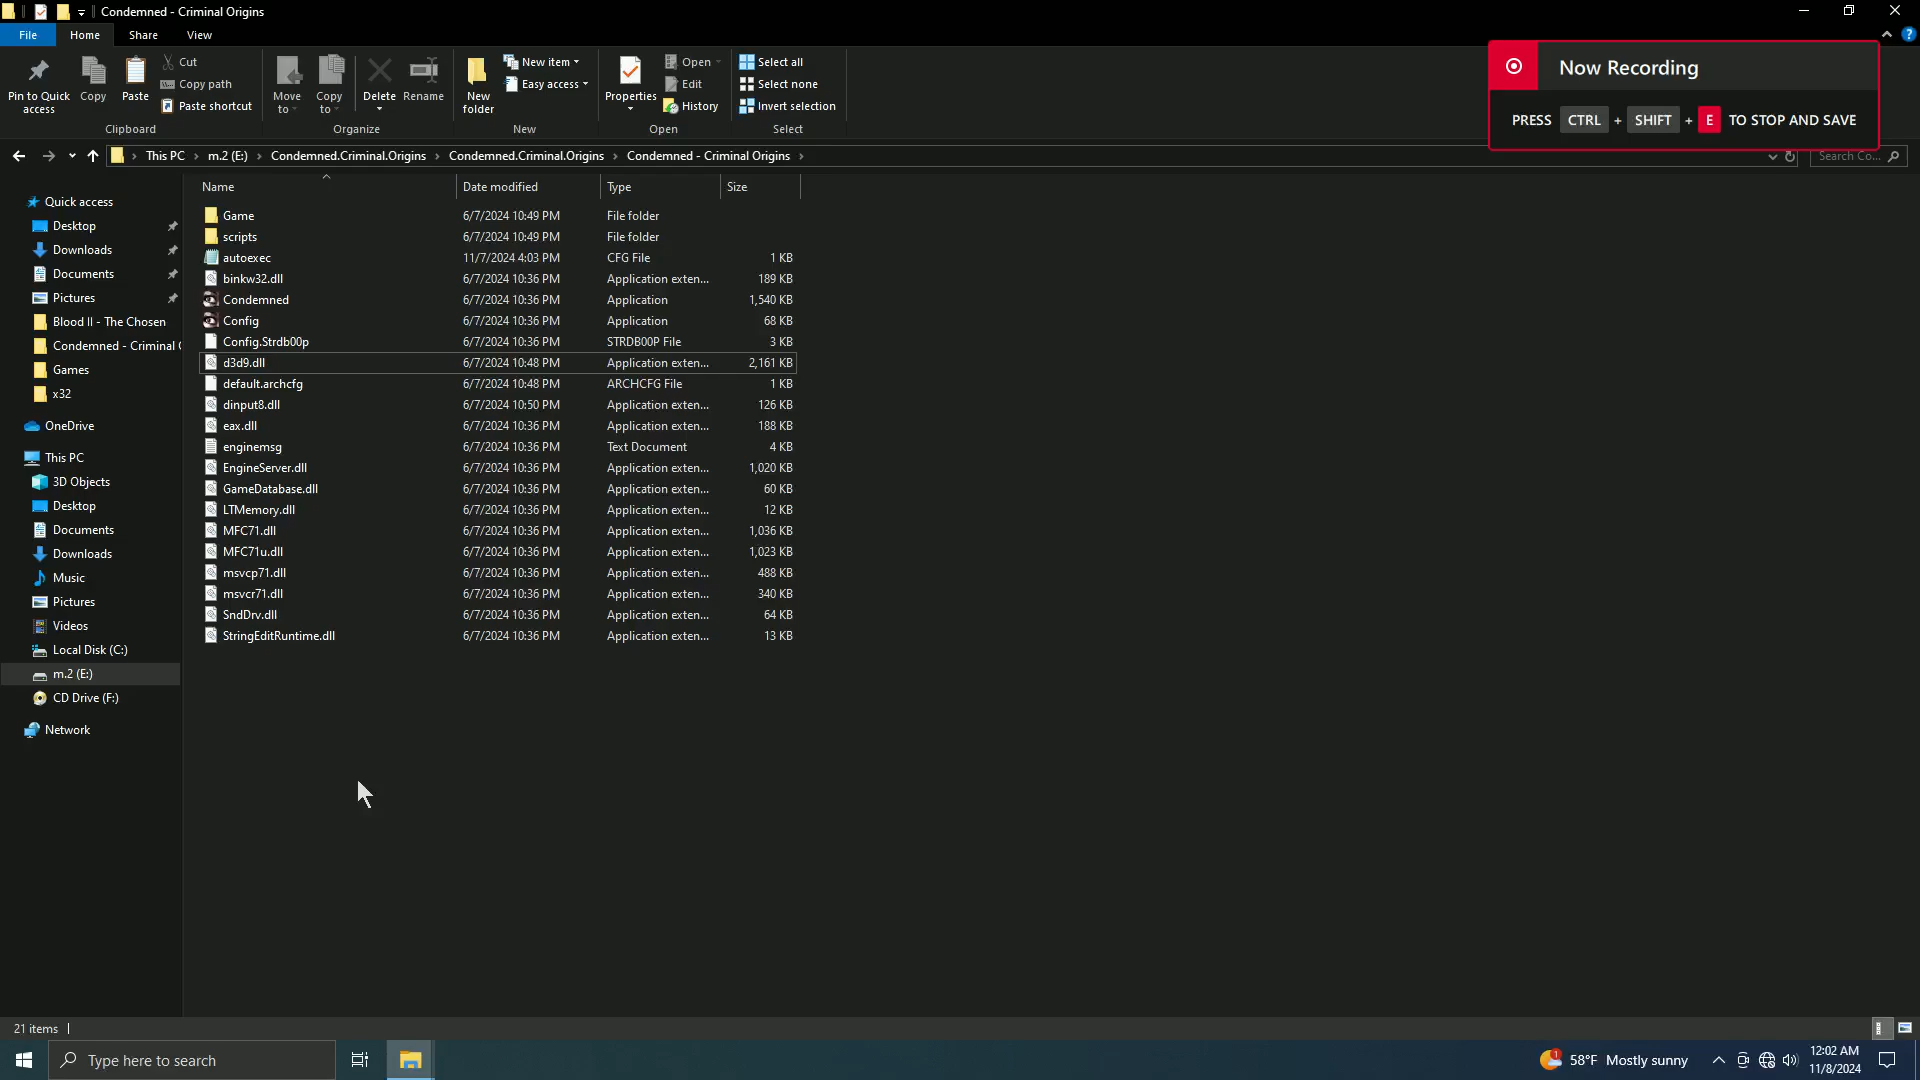 Condemned - Criminal Origins
File Home Share View
Now Recording
PRESS CTRL + SHIFT + E TO STOP AND SAVE
Pin to Quick access
Copy
Paste
Cut
Copy path
Paste shortcut
Clipboard
Move to
Copy to
Delete
Rename
Organize
New folder
New item
Easy access
New
Properties
Open
Edit
History
Open
Select all
Select none
Invert selection
Select
This PC > m.2 (E:) > Condemned.Criminal.Origins > Condemned.Criminal.Origins > Condemned - Criminal Origins >
Search Co...
Quick access
Desktop
Downloads
Documents
Pictures
Blood II - The Chosen
Condemned - Criminal O
Games
x32
OneDrive
This PC
3D Objects
Desktop
Documents
Downloads
Music
Pictures
Videos
Local Disk (C:)
m.2 (E:)
CD Drive (F:)
Network
Name Date modified Type Size
Game 6/7/2024 10:49 PM File folder
scripts 6/7/2024 10:49 PM File folder
autoexec 11/7/2024 4:03 PM CFG File 1 KB
binkw32.dll 6/7/2024 10:36 PM Application exten... 189 KB
Condemned 6/7/2024 10:36 PM Application 1,540 KB
Config 6/7/2024 10:36 PM Application 68 KB
Config.Strdb00p 6/7/2024 10:36 PM STRDB00P File 3 KB
d3d9.dll 6/7/2024 10:48 PM Application exten... 2,161 KB
default.archcfg 6/7/2024 10:48 PM ARCHCFG File 1 KB
dinput8.dll 6/7/2024 10:50 PM Application exten... 126 KB
eax.dll 6/7/2024 10:36 PM Application exten... 188 KB
enginemsg 6/7/2024 10:36 PM Text Document 4 KB
EngineServer.dll 6/7/2024 10:36 PM Application exten... 1,020 KB
GameDatabase.dll 6/7/2024 10:36 PM Application exten... 60 KB
LTMemory.dll 6/7/2024 10:36 PM Application exten... 12 KB
MFC71.dll 6/7/2024 10:36 PM Application exten... 1,036 KB
MFC71u.dll 6/7/2024 10:36 PM Application exten... 1,023 KB
msvcp71.dll 6/7/2024 10:36 PM Application exten... 488 KB
msvcr71.dll 6/7/2024 10:36 PM Application exten... 340 KB
SndDrv.dll 6/7/2024 10:36 PM Application exten... 64 KB
StringEditRuntime.dll 6/7/2024 10:36 PM Application exten... 13 KB
21 items
Type here to search
1
58°F Mostly sunny
12:02 AM
11/8/2024